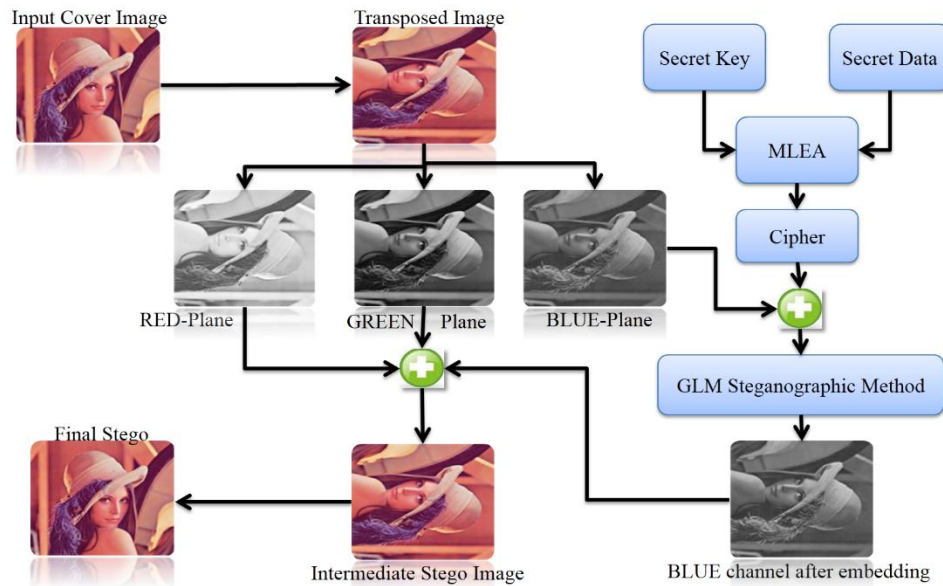 Input Cover Image
Transposed Image
Secret Key
Secret Data
MLEA
Cipher
RED-Plane
GREEN Plane
BLUE-Plane
GLM Steganographic Method
Final Stego
Intermediate Stego Image
BLUE channel after embedding